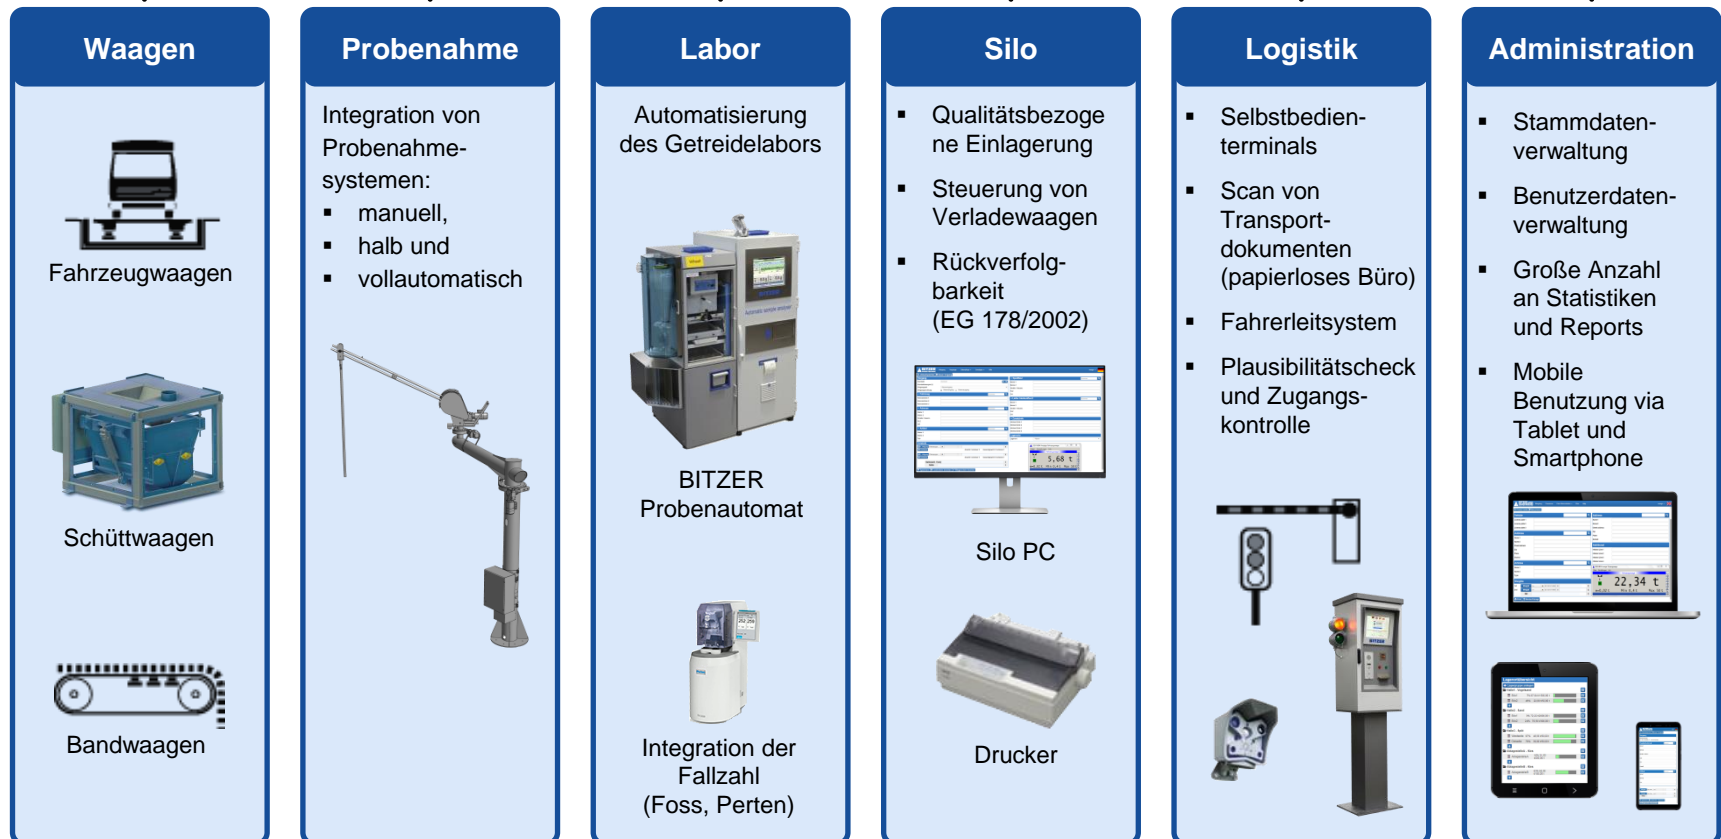 Waagen
Fahrzeugwaagen
Schüttwaagen
Bandwaagen
Probenahme
Integration von
Probenahme-
systemen:
▪ manuell,
▪ halb und
▪ vollautomatisch
Labor
Automatisierung
des Getreidelabors
BITZER
Probenautomat
Integration der
Fallzahl
(Foss, Perten)
Silo
▪ Qualitätsbezoge
ne Einlagerung
▪ Steuerung von
Verladewaagen
▪ Rückverfolg-
barkeit
(EG 178/2002)
5,68 t
Silo PC
Drucker
Logistik
▪ Selbstbedien-
terminals
▪ Scan von
Transport-
dokumenten
(papierloses Büro)
▪ Fahrerleitsystem
▪ Plausibilitätscheck
und Zugangs-
kontrolle
Administration
▪ Stammdaten-
verwaltung
▪ Benutzerdaten-
verwaltung
▪ Große Anzahl
an Statistiken
und Reports
▪ Mobile
Benutzung via
Tablet und
Smartphone
22,34 t